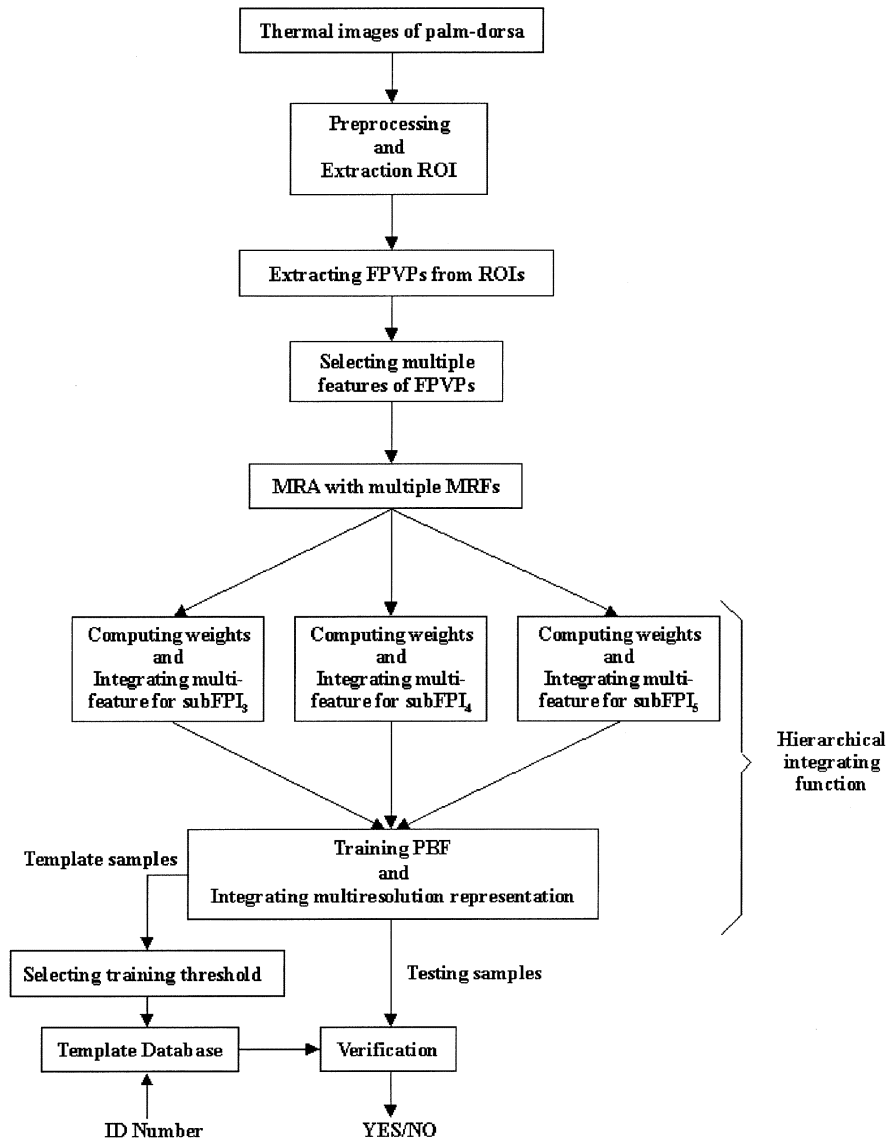 Thermal images of palm-dorsa
Preprocessing
and
Extraction ROI
Extracting FPVPs from ROIs
Selecting multiple
features of FPVPs
MRA with multiple MRFs
Computing weights
and
Integrating multi-
feature for subFPI3
Computing weights
and
Integrating multi-
feature for subFPI4
Computing weights
and
Integrating multi-
feature for subFPI5
Hierarchical
integrating
function
Template samples
Training PBF
and
Integrating multiresolution representation
Selecting training threshold
Testing samples
Template Database
Verification
ID Number
YES/NO